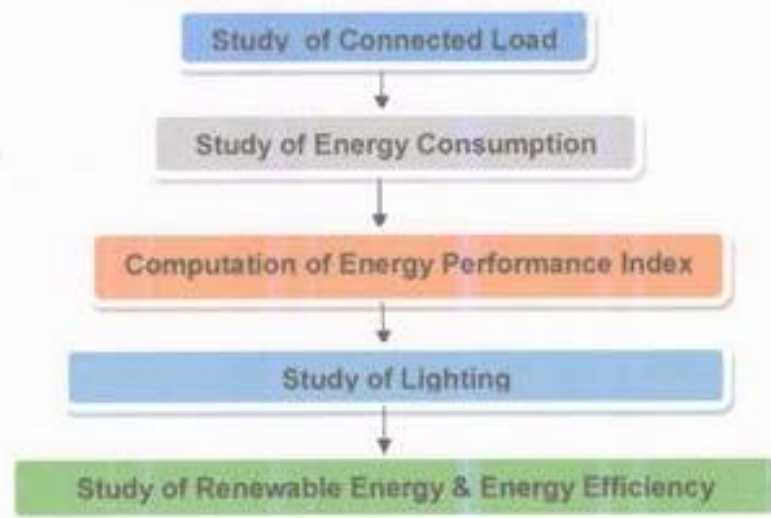 Study of Connected Load
Study of Energy Consumption
Computation of Energy Performance Index
Study of Lighting
Study of Renewable Energy & Energy Efficiency